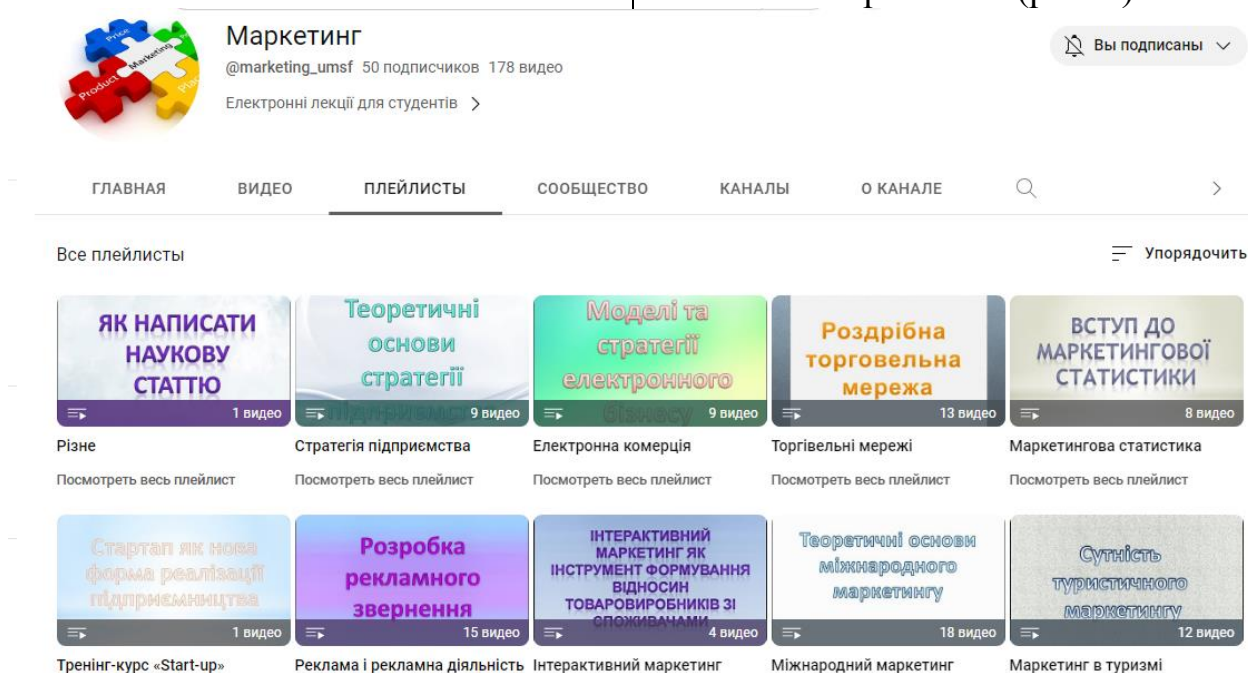 Price
Marketing
Product
Маркетинг
@marketing_umsf 50 подписчиков 178 видео
Електронні лекції для студентів >
Вы подписаны
ГЛАВНАЯ ВИДЕО ПЛЕЙЛИСТЫ СООБЩЕСТВО КАНАЛЫ О КАНАЛЕ
Все плейлисты
Упорядочить
ЯК НАПИСАТИ
НАУКОВУ
СТАТТЮ
1 видео
Різне
Посмотреть весь плейлист
Теоретичні
основи
стратегії
підприємства
9 видео
Стратегія підприємства
Посмотреть весь плейлист
Моделі та
стратегії
електронного
бізнесу
9 видео
Електронна комерція
Посмотреть весь плейлист
Роздрібна
торговельна
мережа
13 видео
Торгівельні мережі
Посмотреть весь плейлист
ВСТУП ДО
МАРКЕТИНГОВОЇ
СТАТИСТИКИ
8 видео
Маркетингова статистика
Посмотреть весь плейлист
Стартап як нова
форма реалізації
підприємництва
1 видео
Тренінг-курс «Start-up»
Розробка
рекламного
звернення
15 видео
Реклама і рекламна діяльність
ІНТЕРАКТИВНИЙ
МАРКЕТИНГ ЯК
ІНСТРУМЕНТ ФОРМУВАННЯ
ВІДНОСИН
ТОВАРОВИРОБНИКІВ ЗІ
СПОЖИВАЧАМИ
4 видео
Інтерактивний маркетинг
Теоретичні основи
міжнародного
маркетингу
18 видео
Міжнародний маркетинг
Сутність
туристичного
маркетингу
12 видео
Маркетинг в туризмі